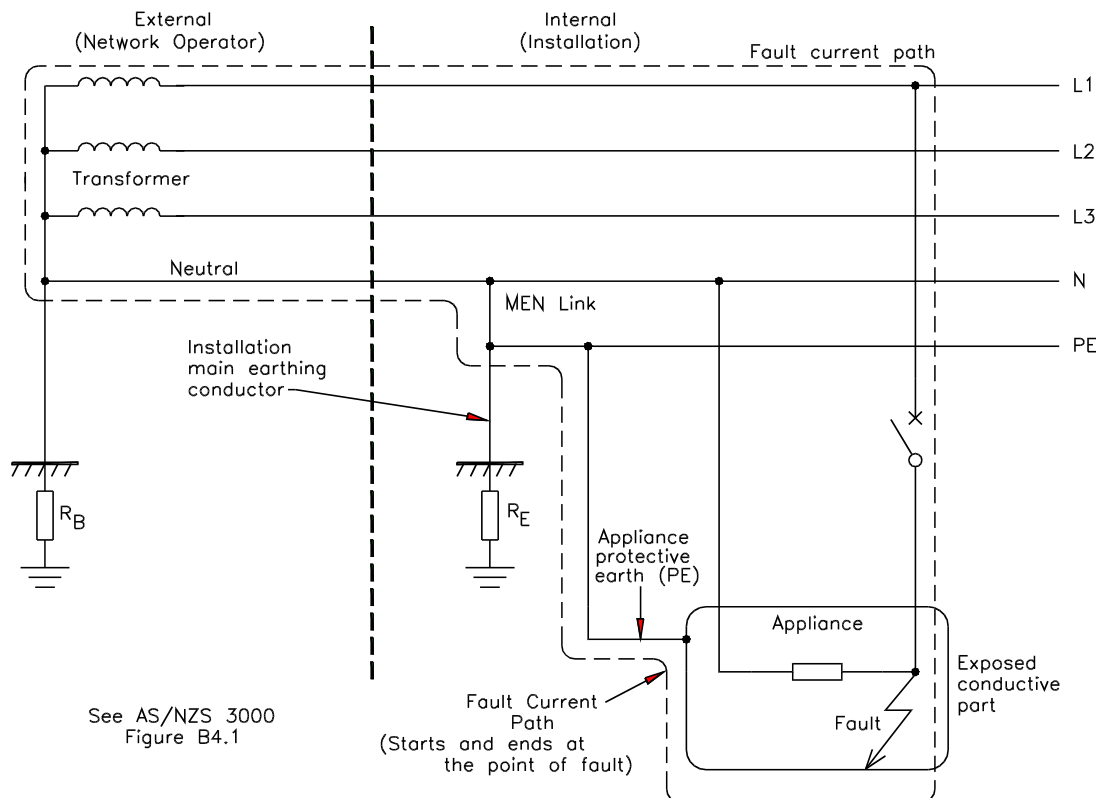 External
(Network Operator)
Internal
(Installation)
Fault current path
L1
L2
Transformer
L3
Neutral
N
MEN Link
PE
Installation
main earthing
conductor
RB
RE
Appliance
protective
earth (PE)
Appliance
Exposed
conductive
part
Fault Current
Path
(Starts and ends at
the point of fault)
Fault
See AS/NZS 3000
Figure B4.1